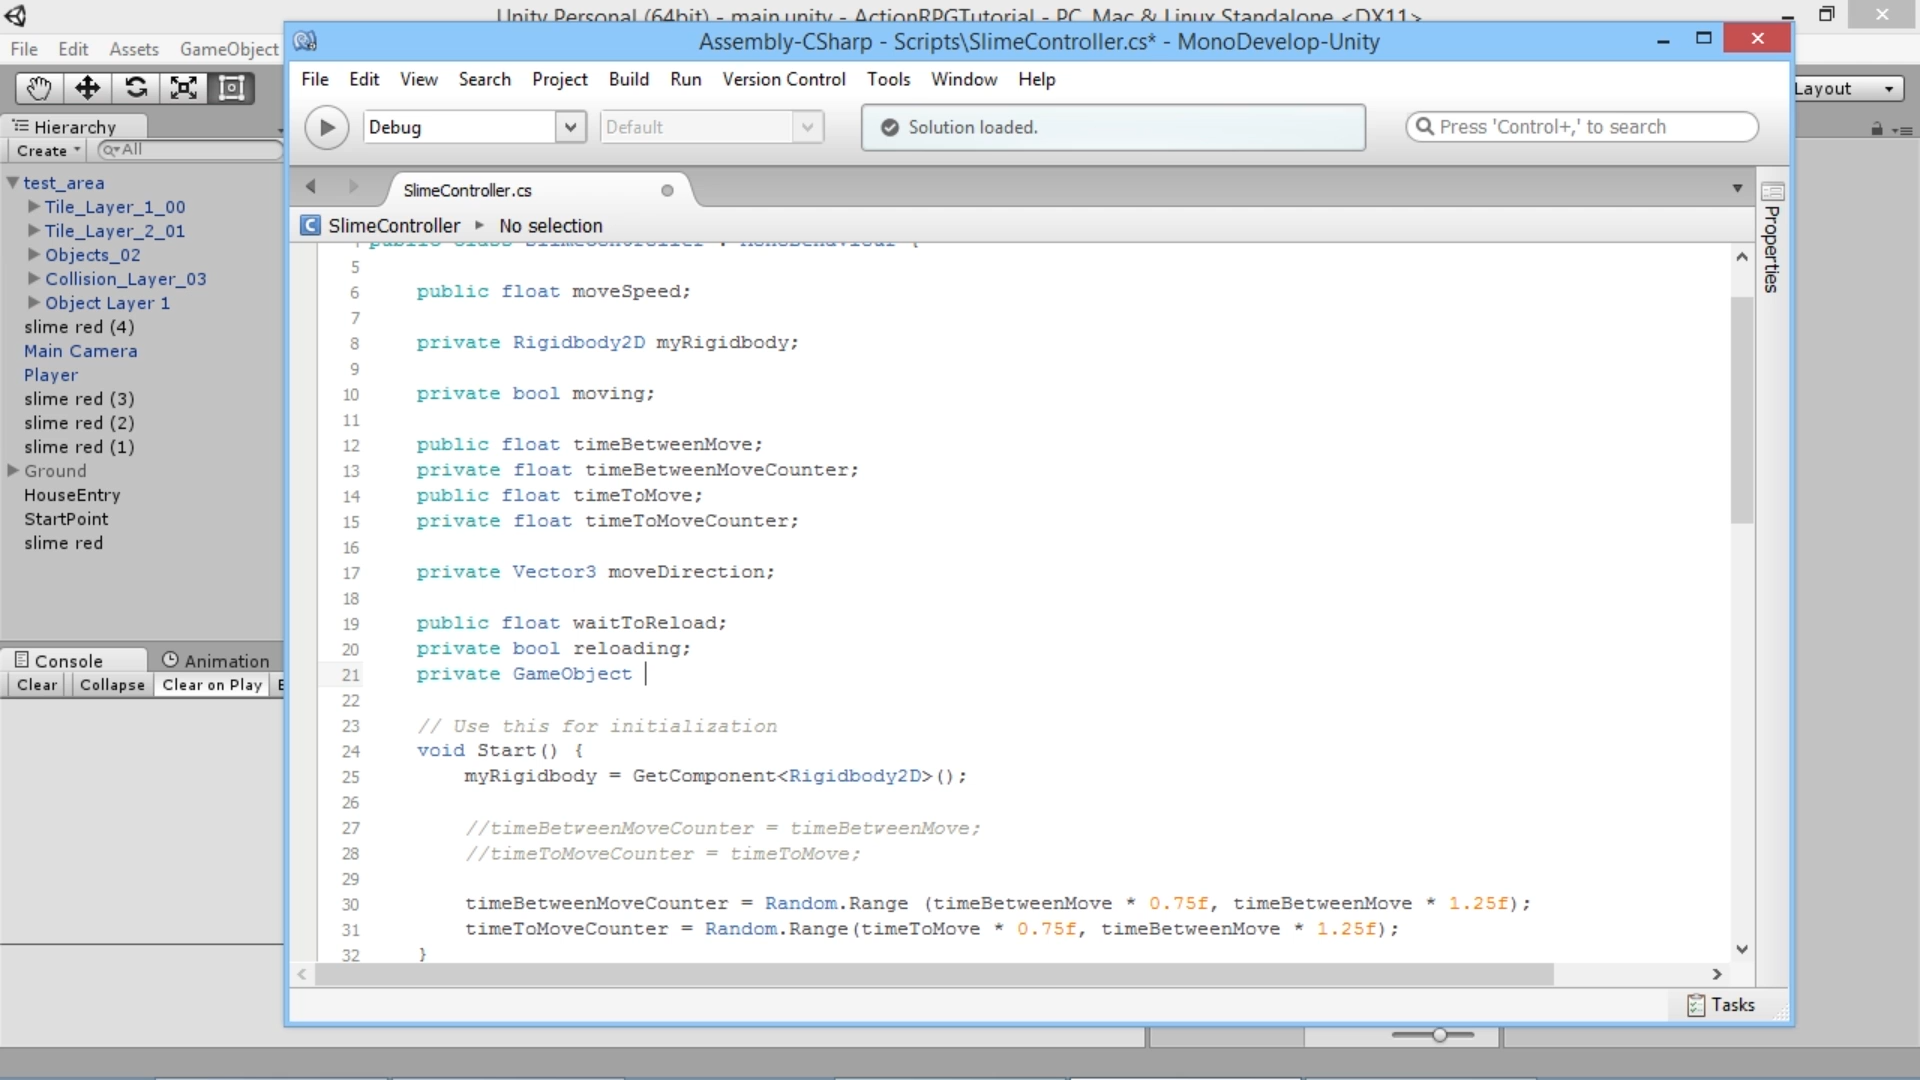 Unity Personal (64bit) - main.unity - ActionRPGTutorial - PC, Mac & Linux Standalone <DX11>
File Edit Assets GameObject
Layout
Hierarchy
Create All
test_area
Tile_Layer_1_00
Tile_Layer_2_01
Objects_02
Collision_Layer_03
Object Layer 1
slime red (4)
Main Camera
Player
slime red (3)
slime red (2)
slime red (1)
Ground
HouseEntry
StartPoint
slime red
Console Animation
Clear Collapse Clear on Play
Assembly-CSharp - Scripts\SlimeController.cs* - MonoDevelop-Unity
File Edit View Search Project Build Run Version Control Tools Window Help
Debug Default Solution loaded. Press 'Control+,' to search
SlimeController.cs
SlimeController No selection
Properties
public class SlimeController : MonoBehaviour {
5
6 public float moveSpeed;
7
8 private Rigidbody2D myRigidbody;
9
10 private bool moving;
11
12 public float timeBetweenMove;
13 private float timeBetweenMoveCounter;
14 public float timeToMove;
15 private float timeToMoveCounter;
16
17 private Vector3 moveDirection;
18
19 public float waitToReload;
20 private bool reloading;
21 private GameObject
22
23 // Use this for initialization
24 void Start() {
25 myRigidbody = GetComponent<Rigidbody2D>();
26
27 //timeBetweenMoveCounter = timeBetweenMove;
28 //timeToMoveCounter = timeToMove;
29
30 timeBetweenMoveCounter = Random.Range (timeBetweenMove * 0.75f, timeBetweenMove * 1.25f);
31 timeToMoveCounter = Random.Range(timeToMove * 0.75f, timeBetweenMove * 1.25f);
32 }
Tasks